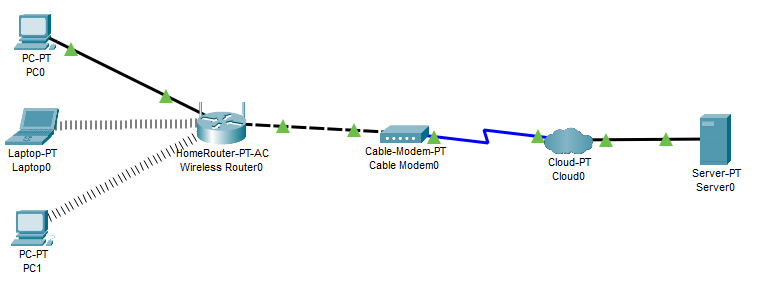 PC-PT
PC0
Laptop-PT
Laptop0
HomeRouter-PT-AC
Wireless Router0
Cable-Modem-PT
Cable Modem0
Cloud-PT
Cloud0
Server-PT
Server0
PC-PT
PC1